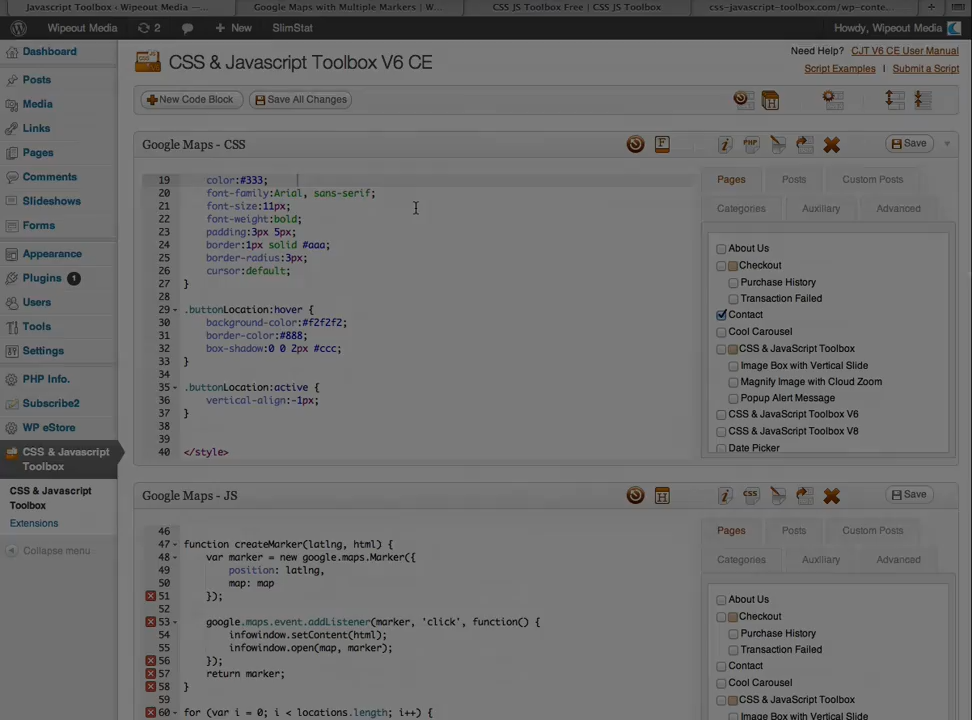 Javascript Toolbox ‹ Wipeout Media —...
Google Maps with Multiple Markers | W...
CSS JS Toolbox Free | CSS JS Toolbox
css-javascript-toolbox.com/wp-conte...
Wipeout Media 2 New SlimStat Howdy, Wipeout Media
Dashboard
Posts
Media
Links
Pages
Comments
Slideshows
Forms
Appearance
Plugins 1
Users
Tools
Settings
PHP Info.
Subscribe2
WP eStore
CSS & Javascript
Toolbox
CSS & Javascript
Toolbox
Extensions
Collapse menu
CSS & Javascript Toolbox V6 CE
Need Help? CJT V6 CE User Manual
Script Examples | Submit a Script
New Code Block Save All Changes
Google Maps - CSS
F PHP Save
19 color:#333;
20 font-family:Arial, sans-serif;
21 font-size:11px;
22 font-weight:bold;
23 padding:3px 5px;
24 border:1px solid #aaa;
25 border-radius:3px;
26 cursor:default;
27 }
28
29 .buttonLocation:hover {
30 background-color:#f2f2f2;
31 border-color:#888;
32 box-shadow:0 0 2px #ccc;
33 }
34
35 .buttonLocation:active {
36 vertical-align:-1px;
37 }
38
39
40 </style>
Pages Posts Custom Posts
Categories Auxillary Advanced
About Us
Checkout
Purchase History
Transaction Failed
Contact
Cool Carousel
CSS & JavaScript Toolbox
Image Box with Vertical Slide
Magnify Image with Cloud Zoom
Popup Alert Message
CSS & JavaScript Toolbox V6
CSS & JavaScript Toolbox V8
Date Picker
Google Maps - JS
H CSS Save
46
47 function createMarker(latlng, html) {
48 var marker = new google.maps.Marker({
49 position: latlng,
50 map: map
51 });
52
53 google.maps.event.addListener(marker, 'click', function() {
54 infowindow.setContent(html);
55 infowindow.open(map, marker);
56 });
57 return marker;
58 }
59
60 for (var i = 0; i < locations.length; i++) {
Pages Posts Custom Posts
Categories Auxillary Advanced
About Us
Checkout
Purchase History
Transaction Failed
Contact
Cool Carousel
CSS & JavaScript Toolbox
Image Box with Vertical Slide